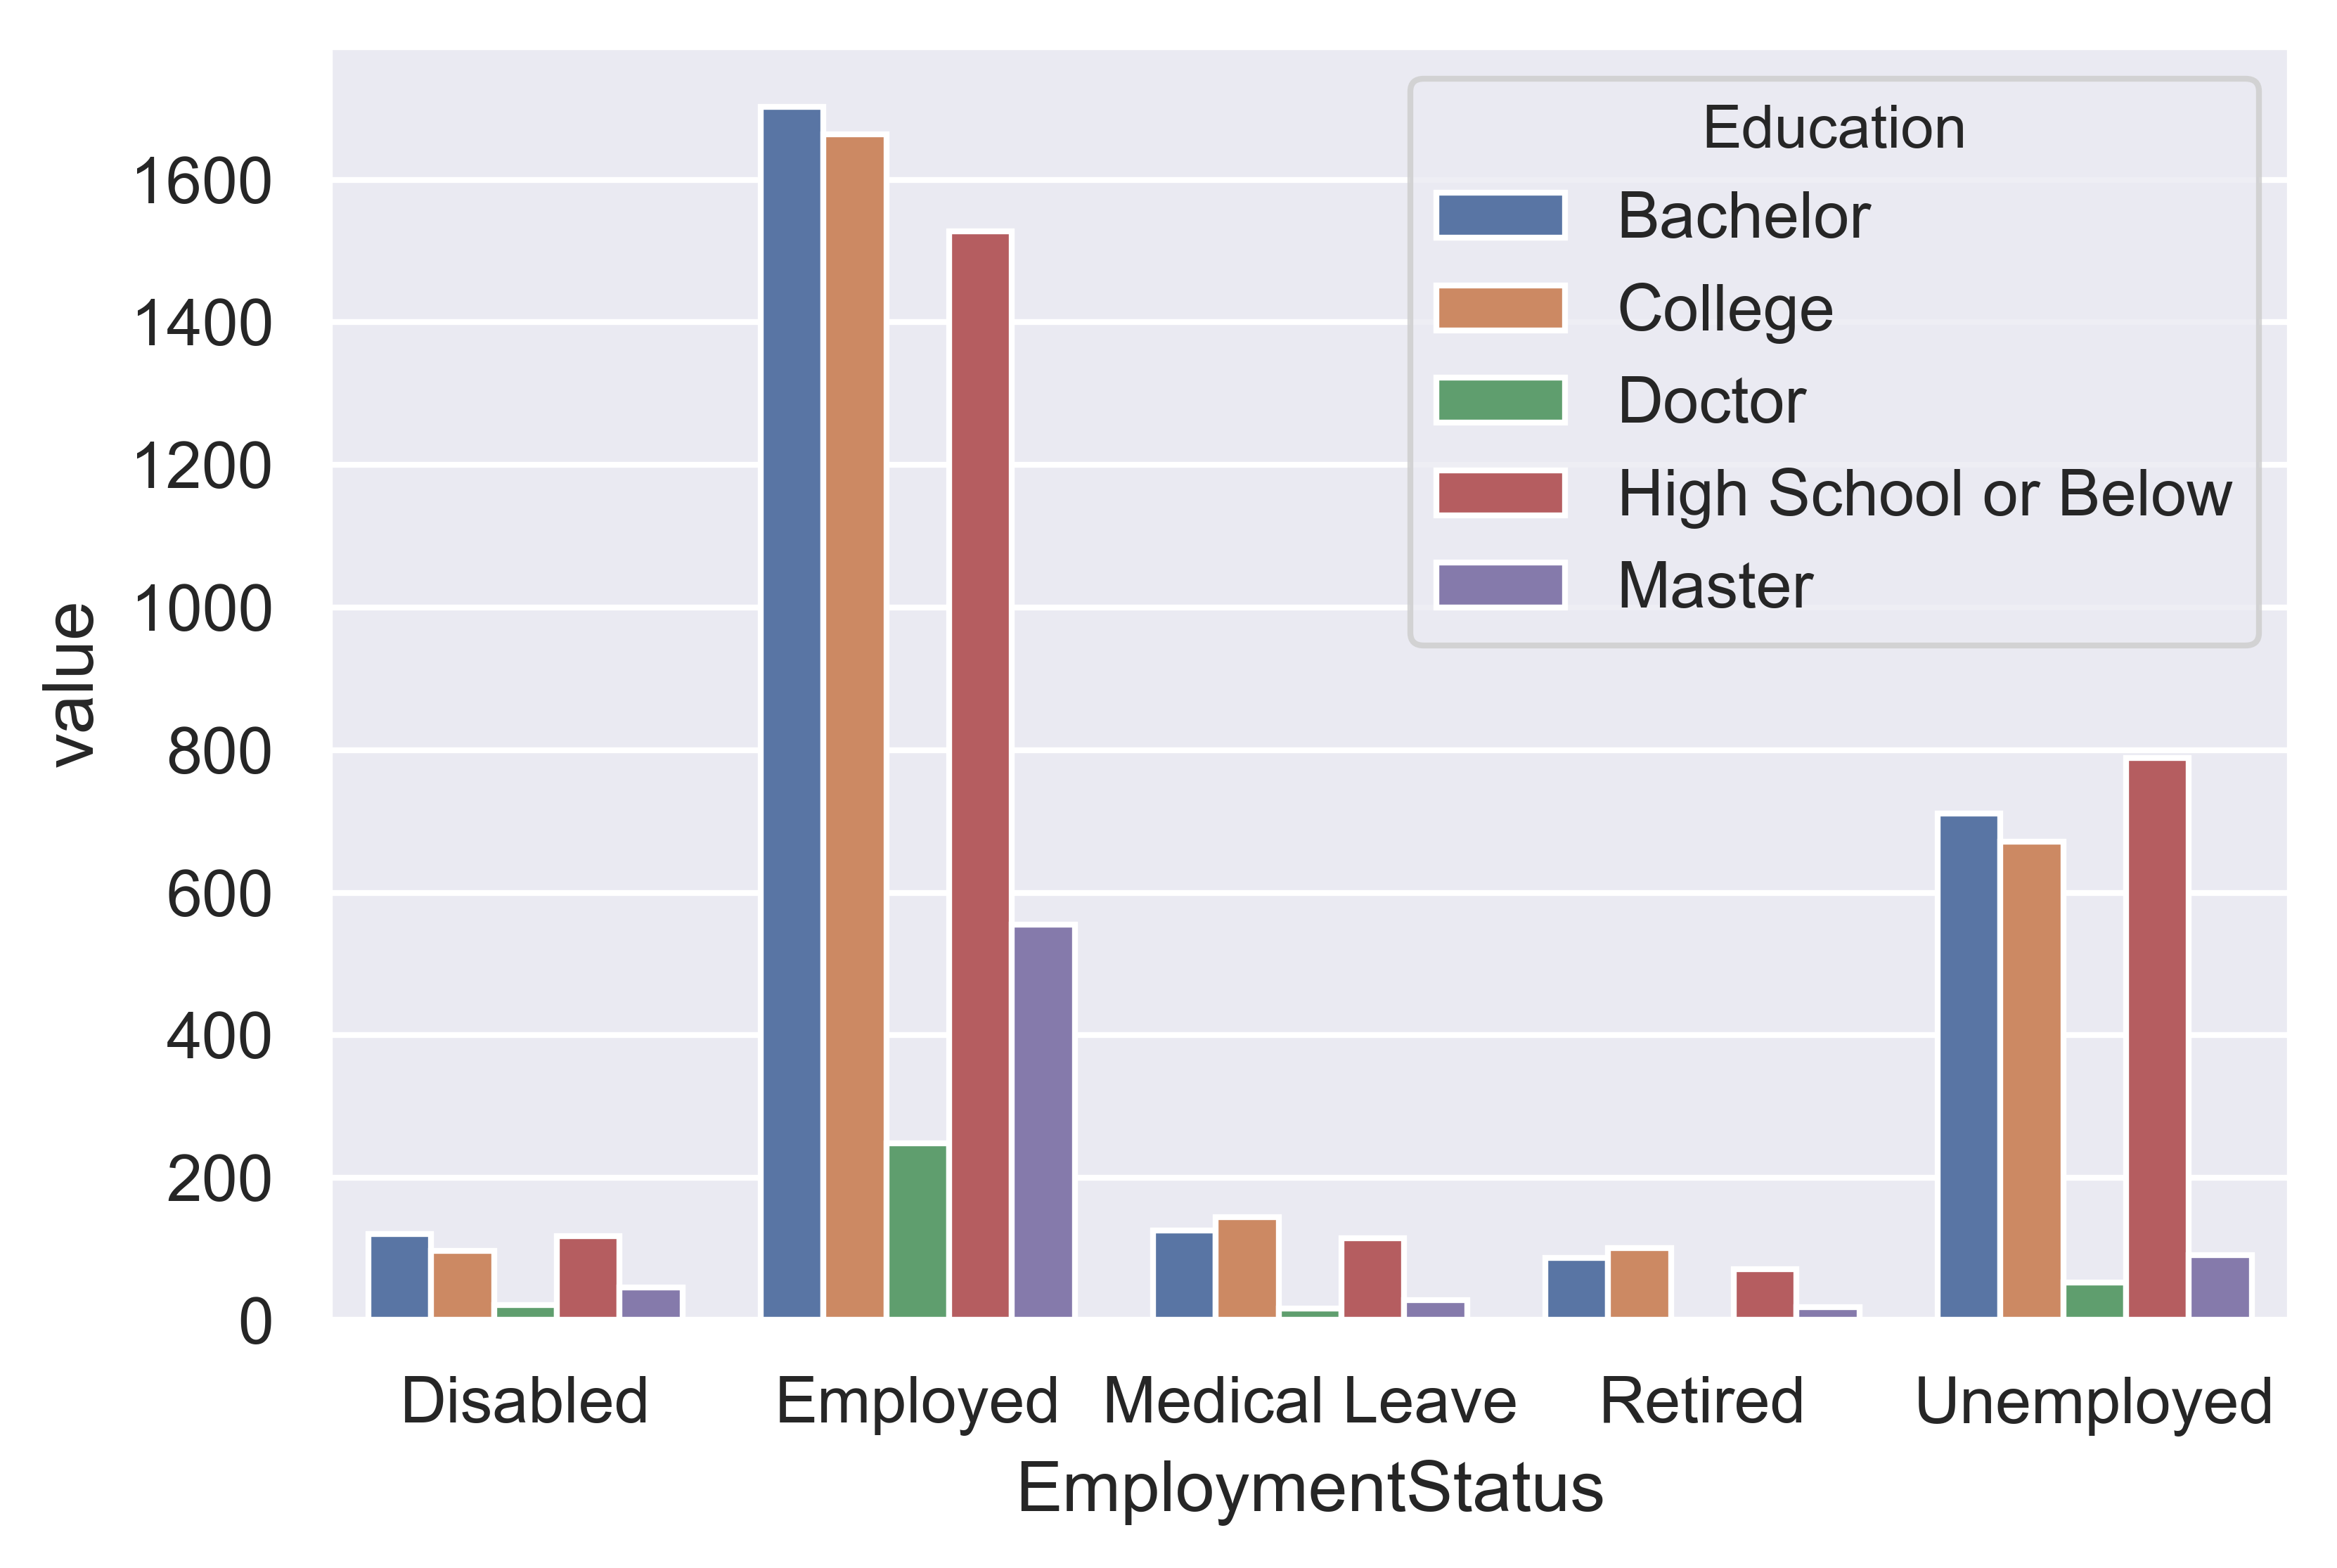 Education
Bachelor
College
Doctor
High School or Below
Master
value
1600
1400
1200
1000
800
600
400
200
0
Disabled Employed Medical Leave Retired Unemployed
EmploymentStatus